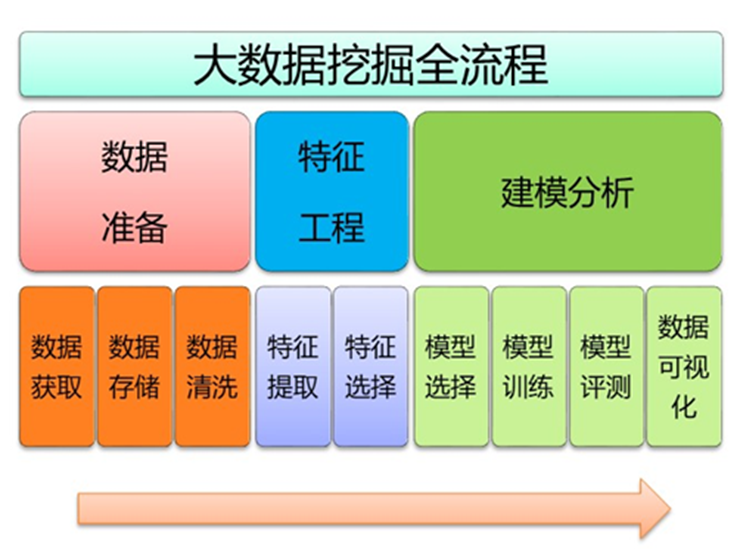 大数据挖掘全流程
数据
准备
特征
工程
建模分析
数据
获取
数据
存储
数据
清洗
特征
提取
特征
选择
模型
选择
模型
训练
模型
评测
数据
可视
化